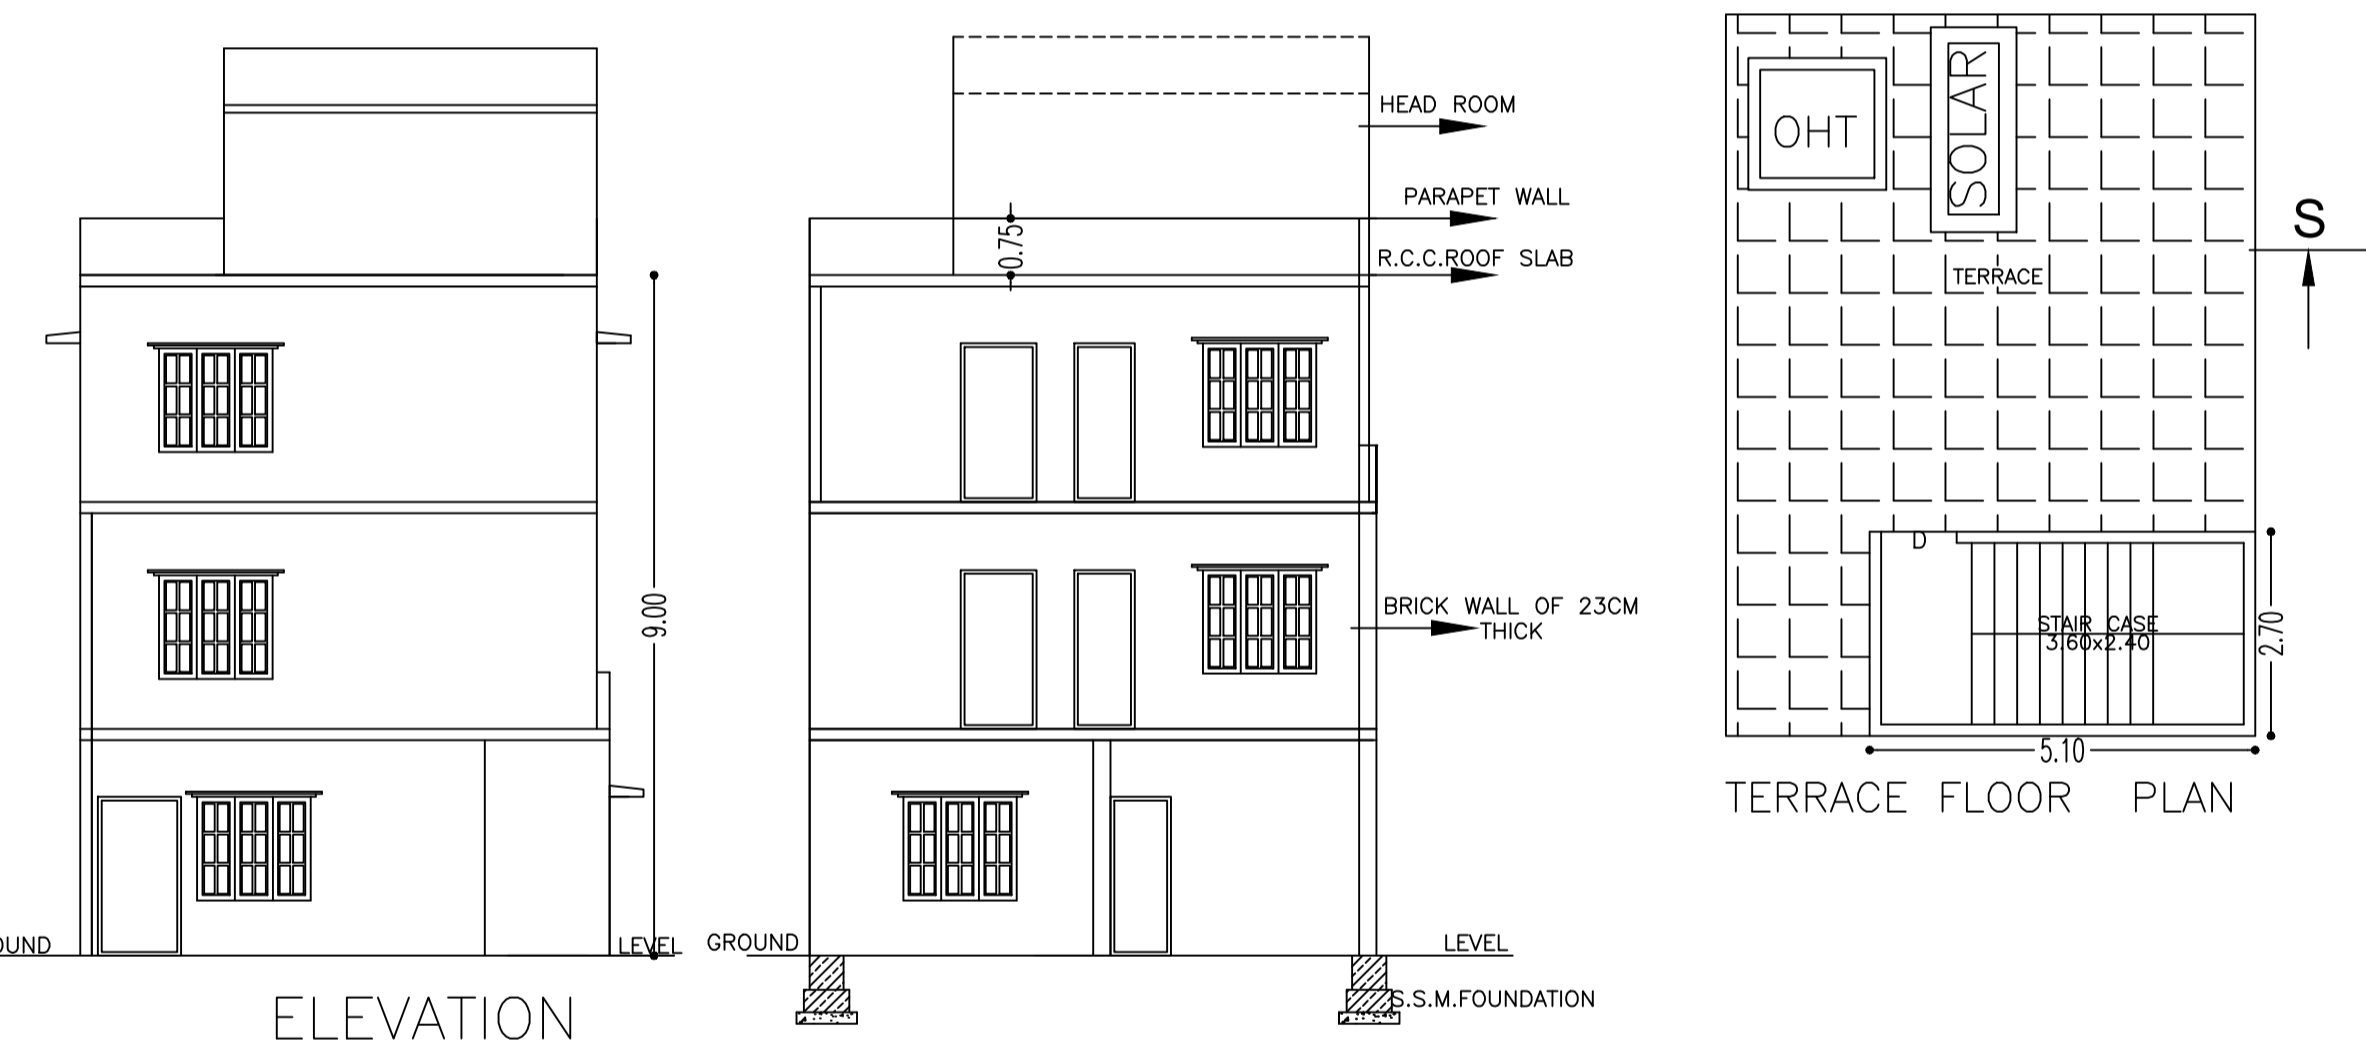 OUND
LEVEL
9.00
ELEVATION
HEAD ROOM
PARAPET WALL
0.75
R.C.C.ROOF SLAB
BRICK WALL OF 23CM
THICK
GROUND
LEVEL
S.S.M.FOUNDATION
OHT
SOLAR
S
TERRACE
D
STAIR CASE
3.60x2.40
2.70
5.10
TERRACE FLOOR PLAN